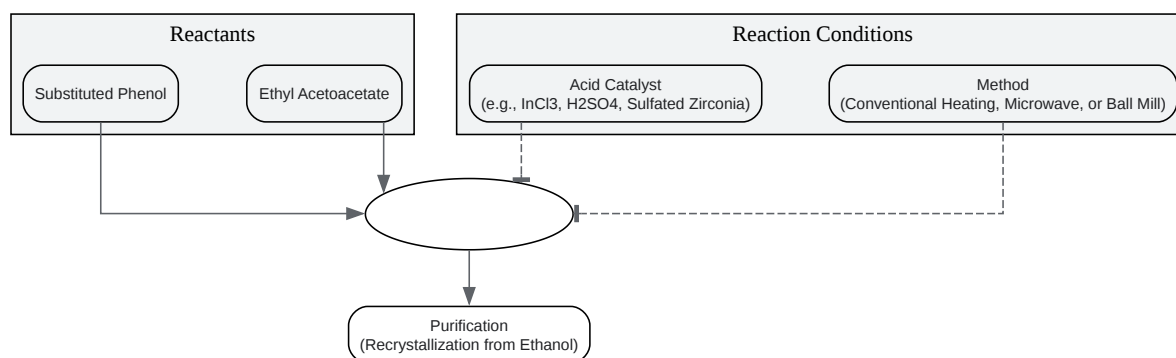 Reactants
Reaction Conditions
Substituted Phenol
Ethyl Acetoacetate
Acid Catalyst
(e.g., InCl3, H2SO4, Sulfated Zirconia)
Method
(Conventional Heating, Microwave, or Ball Mill)
Purification
(Recrystallization from Ethanol)